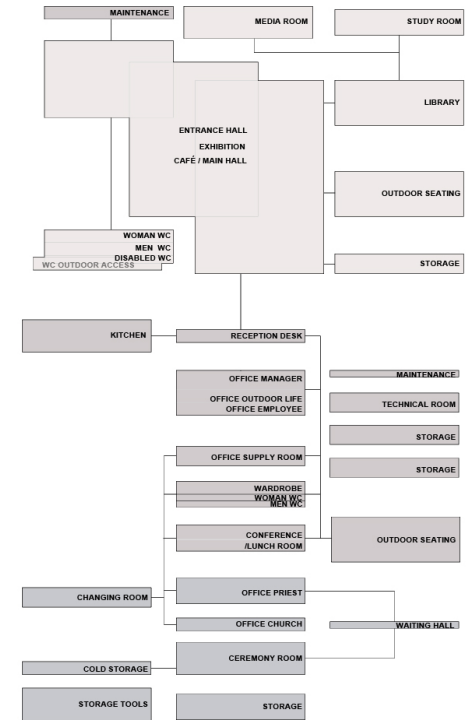 MAINTENANCE
MEDIA ROOM
STUDY ROOM
LIBRARY
ENTRANCE HALL
EXHIBITION
CAFÉ / MAIN HALL
OUTDOOR SEATING
WOMAN WC
MEN WC
DISABLED WC
WC OUTDOOR ACCESS
STORAGE
KITCHEN
RECEPTION DESK
OFFICE MANAGER
OFFICE OUTDOOR LIFE
OFFICE EMPLOYEE
MAINTENANCE
TECHNICAL ROOM
STORAGE
OFFICE SUPPLY ROOM
STORAGE
WARDROBE
WOMAN WC
MEN WC
CONFERENCE
/LUNCH ROOM
OUTDOOR SEATING
CHANGING ROOM
OFFICE PRIEST
OFFICE CHURCH
WAITING HALL
COLD STORAGE
CEREMONY ROOM
STORAGE TOOLS
STORAGE